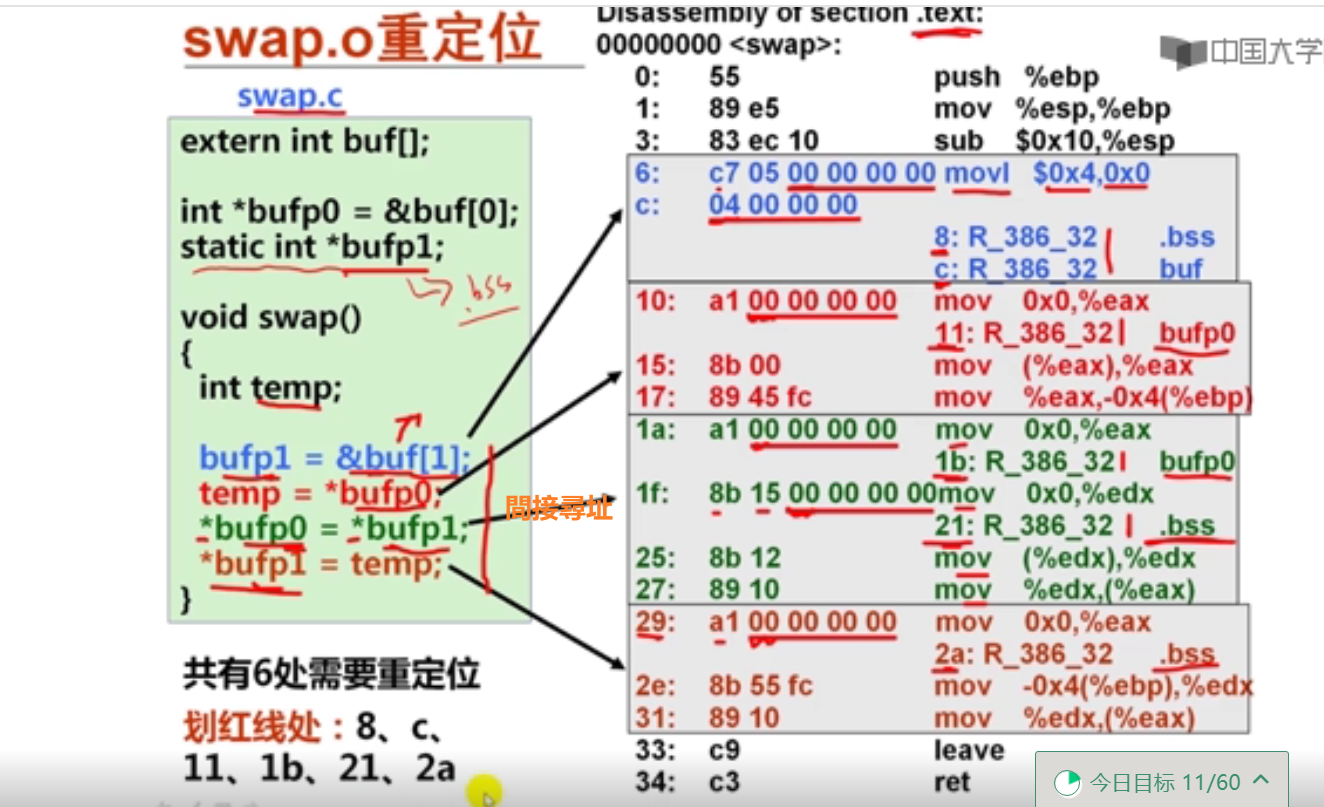 swap.o重定位
swap.c
extern int buf[];
int *bufp0 = &buf[0];
static int *bufp1;
.bss
void swap()
{
int temp;
bufp1 = &buf[1];
temp = *bufp0;
*bufp0 = *bufp1;
*bufp1 = temp;
}
間接尋址
共有6处需要重定位
划红线处：8、c、
11、1b、21、2a
Disassembly of section .text:
00000000 <swap>:
0: 55 push %ebp
1: 89 e5 mov %esp,%ebp
3: 83 ec 10 sub $0x10,%esp
6: c7 05 00 00 00 00 movl $0x4,0x0
c: 04 00 00 00
8: R_386_32 .bss
c: R_386_32 buf
10: a1 00 00 00 00 mov 0x0,%eax
11: R_386_32 bufp0
15: 8b 00 mov (%eax),%eax
17: 89 45 fc mov %eax,-0x4(%ebp)
1a: a1 00 00 00 00 mov 0x0,%eax
1b: R_386_32 bufp0
1f: 8b 15 00 00 00 00mov 0x0,%edx
21: R_386_32 .bss
25: 8b 12 mov (%edx),%edx
27: 89 10 mov %edx,(%eax)
29: a1 00 00 00 00 mov 0x0,%eax
2a: R_386_32 .bss
2e: 8b 55 fc mov -0x4(%ebp),%edx
31: 89 10 mov %edx,(%eax)
33: c9 leave
34: c3 ret
中国大学
今日目标 11/60